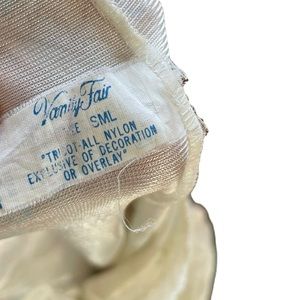 Vanity Fair
SML
"TRICOT-ALL NYLON
EXCLUSIVE OF DECORATION
OR OVERLAY"